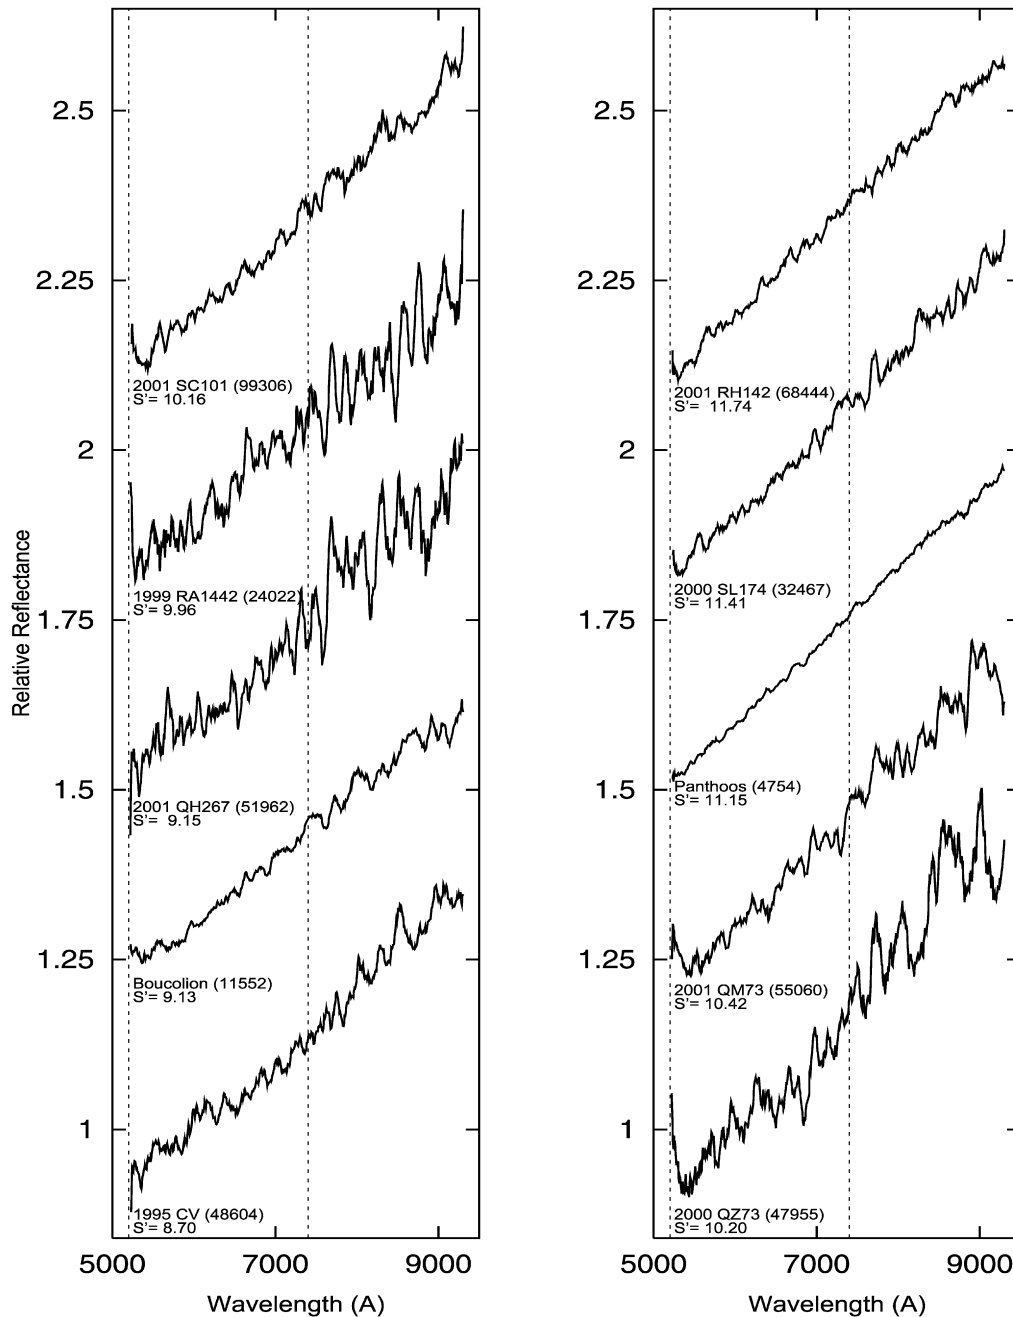 2.5
2.25
2
1.75
1.5
1.25
1
Relative Reflectance
2001 SC101 (99306)
S'= 10.16
1999 RA1442 (24022)
S'= 9.96
2001 QH267 (51962)
S'= 9.15
Boucolion (11552)
S'= 9.13
1995 CV (48604)
S'= 8.70
5000 7000 9000
Wavelength (A)
2.5
2.25
2
1.75
1.5
1.25
1
2001 RH142 (68444)
S'= 11.74
2000 SL174 (32467)
S'= 11.41
Panthoos (4754)
S'= 11.15
2001 QM73 (55060)
S'= 10.42
2000 QZ73 (47955)
S'= 10.20
5000 7000 9000
Wavelength (A)